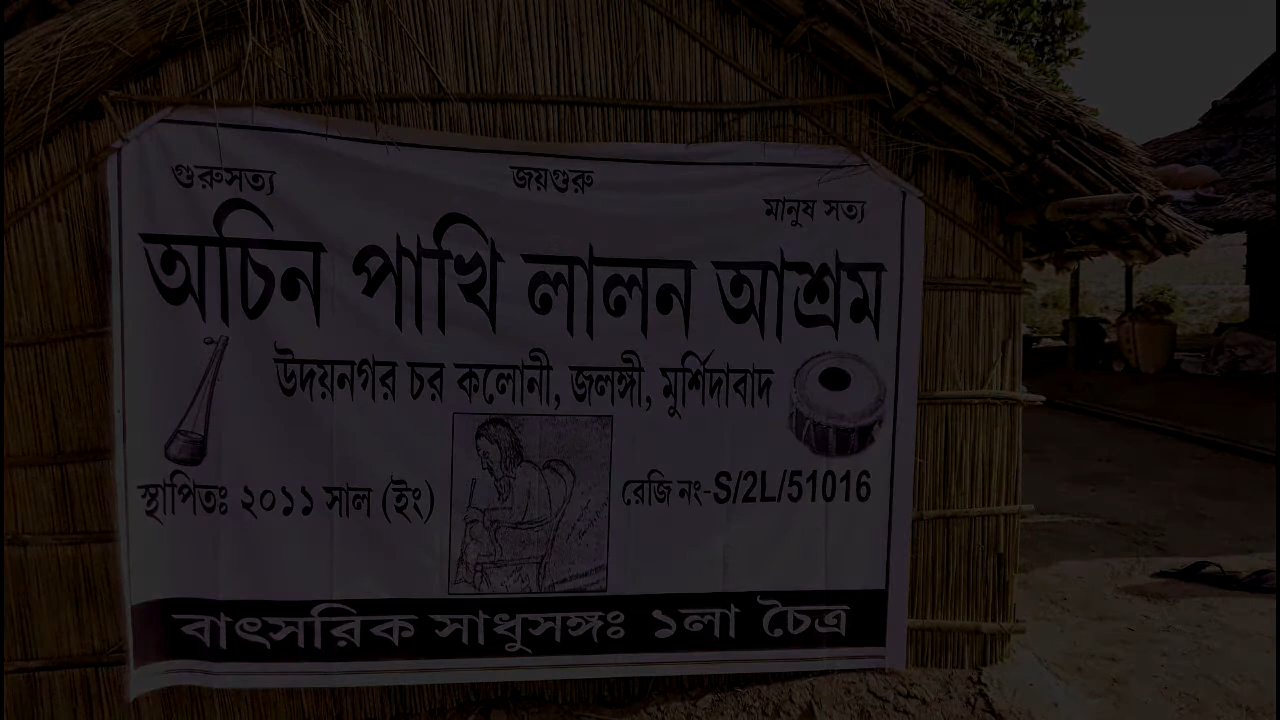 গুরুসত্য জয়গুরু মানুষ সত্য
অচিন পাখি লালন আশ্রম
উদয়নগর চর কলোনী, জলঙ্গী, মুর্শিদাবাদ
স্থাপিতঃ ২০১১ সাল (ইং) রেজি নং-S/2L/51016
বাৎসরিক সাধুসঙ্গঃ ১লা চৈত্র